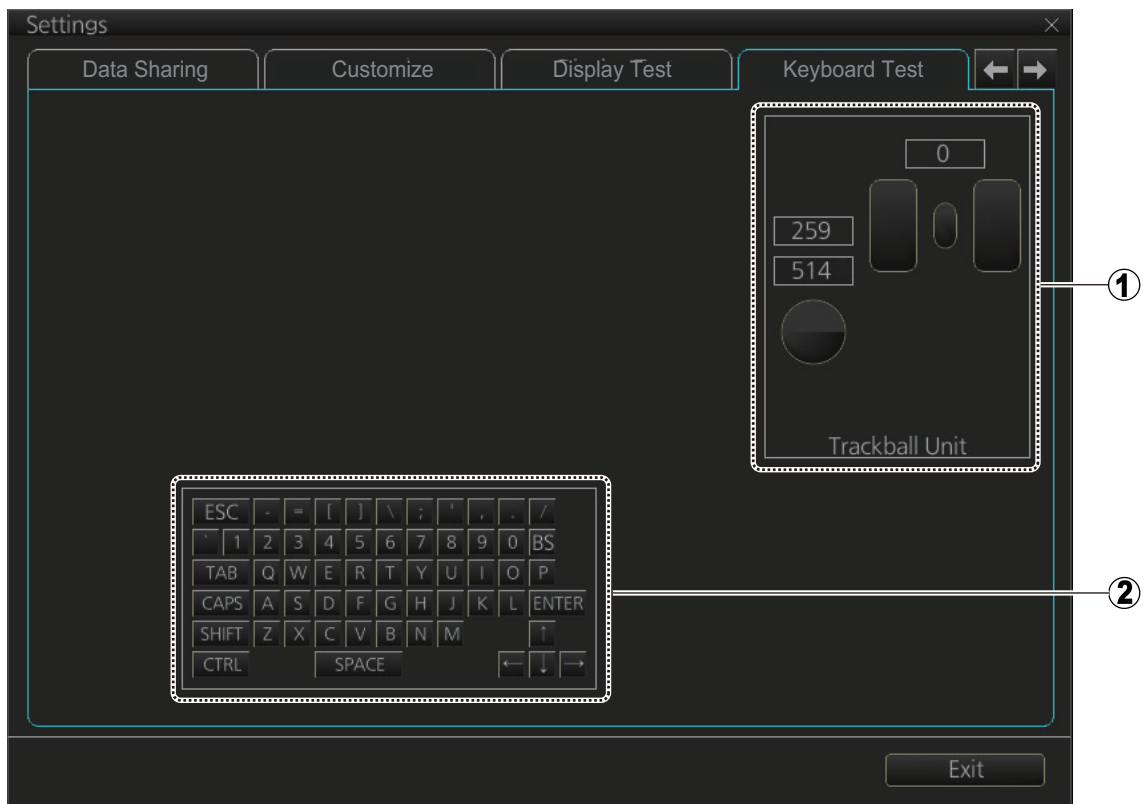 Settings ×
Data Sharing Customize Display Test Keyboard Test ← →
0
259
514
1
Trackball Unit
ESC - = [ ] \ ; ' , . /
` 1 2 3 4 5 6 7 8 9 0 BS
TAB Q W E R T Y U I O P
CAPS A S D F G H J K L ENTER
2
SHIFT Z X C V B N M ↑
CTRL SPACE ← ↓ →
Exit